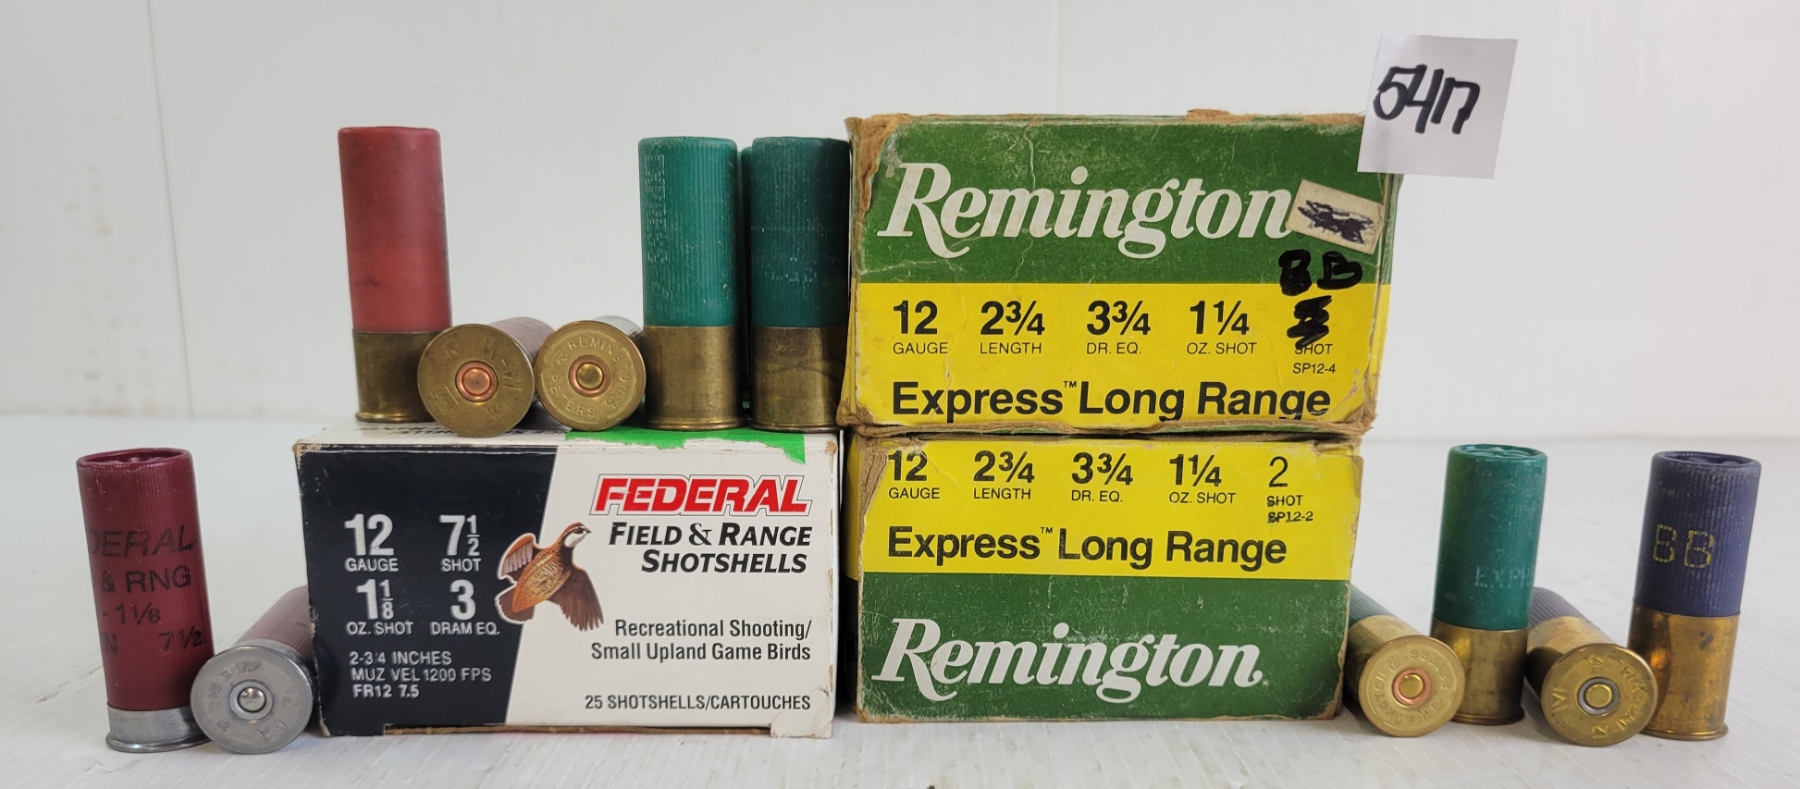 5417
Remington
BB
12 2¾ 3¾ 1¼
GAUGE LENGTH DR. EQ. OZ. SHOT SHOT
SP12-4
Express™ Long Range
12 2¾ 3¾ 1¼ 2
GAUGE LENGTH DR. EQ. OZ. SHOT SHOT
SP12-2
Express™ Long Range
Remington
FEDERAL
FIELD & RANGE
SHOTSHELLS
12 7½
GAUGE SHOT
1⅛ 3
OZ. SHOT DRAM EQ.
2-3/4 INCHES
MUZ VEL 1200 FPS
FR12 7.5
Recreational Shooting/
Small Upland Game Birds
25 SHOTSHELLS/CARTOUCHES
DERAL
& RNG
- 1⅛
N 7½
REMINGTON
PETERS
BB